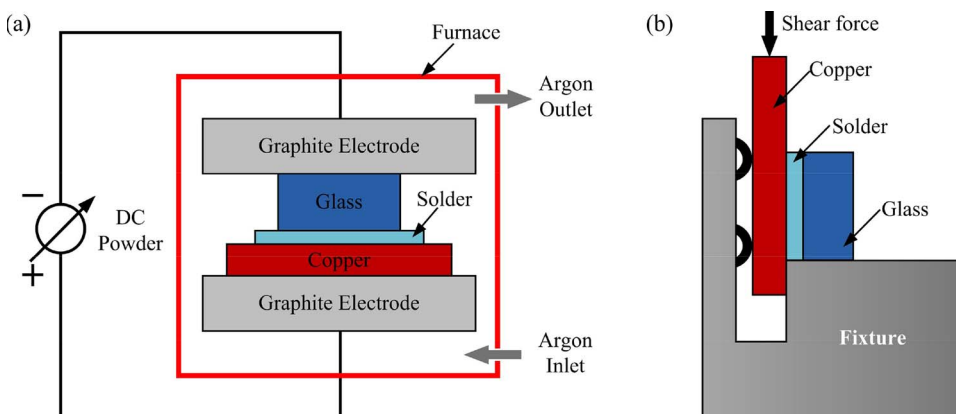 (a)
Furnace
Argon
Outlet
Graphite Electrode
Glass
Solder
DC
Powder
Copper
Graphite Electrode
Argon
Inlet
(b)
Shear force
Copper
Solder
Glass
Fixture